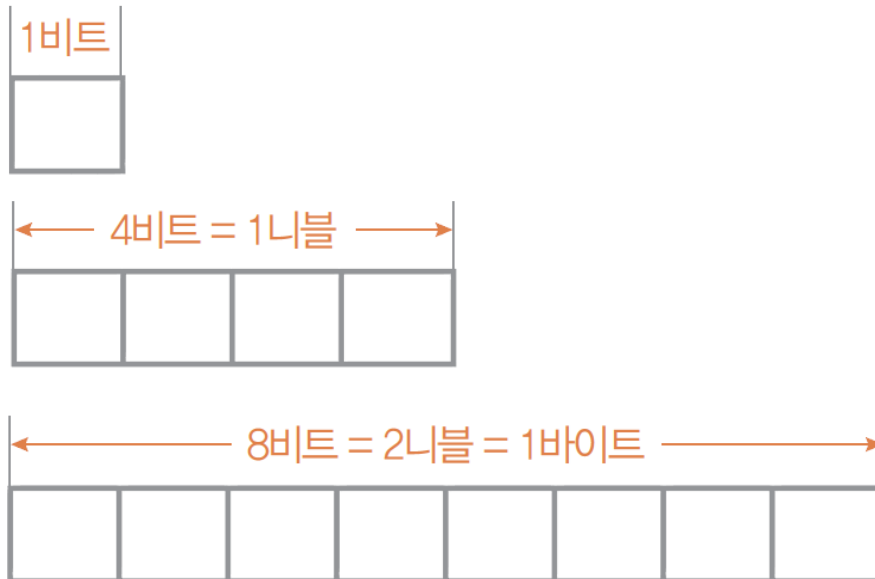 1비트
4비트 = 1니블
8비트 = 2니블 = 1바이트